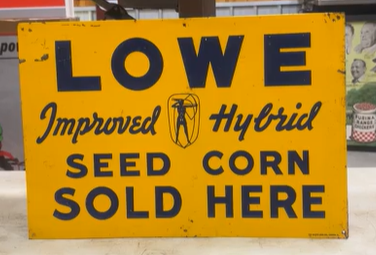 LOWE
Improved Hybrid
SEED CORN
SOLD HERE